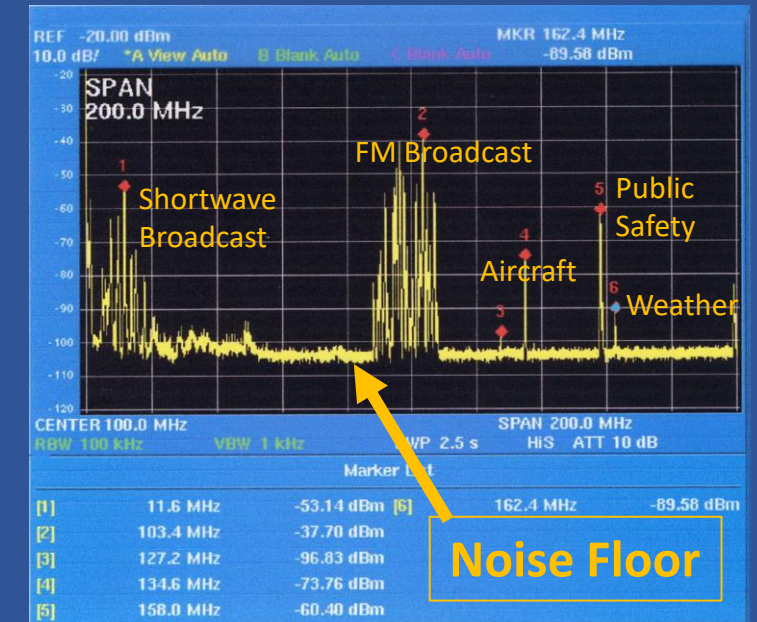 REF -20.00 dBm MKR 162.4 MHz
10.0 dB/ *A View Auto B Blank Auto C Blank Auto -89.58 dBm
-20
SPAN
200.0 MHz
-30
-40
-50
-60
-70
-80
-90
-100
-110
-120
1
Shortwave
Broadcast
2
FM Broadcast
3
4
Aircraft
5
Public
Safety
6
Weather
CENTER 100.0 MHz SPAN 200.0 MHz
RBW 100 kHz VBW 1 kHz 2.5 s HiS ATT 10 dB
Marker
[1] 11.6 MHz -53.14 dBm [6] 162.4 MHz -89.58 dBm
[2] 103.4 MHz -37.70 dBm
[3] 127.2 MHz -96.83 dBm
[4] 134.6 MHz -73.76 dBm
[5] 158.0 MHz -60.40 dBm
Noise Floor